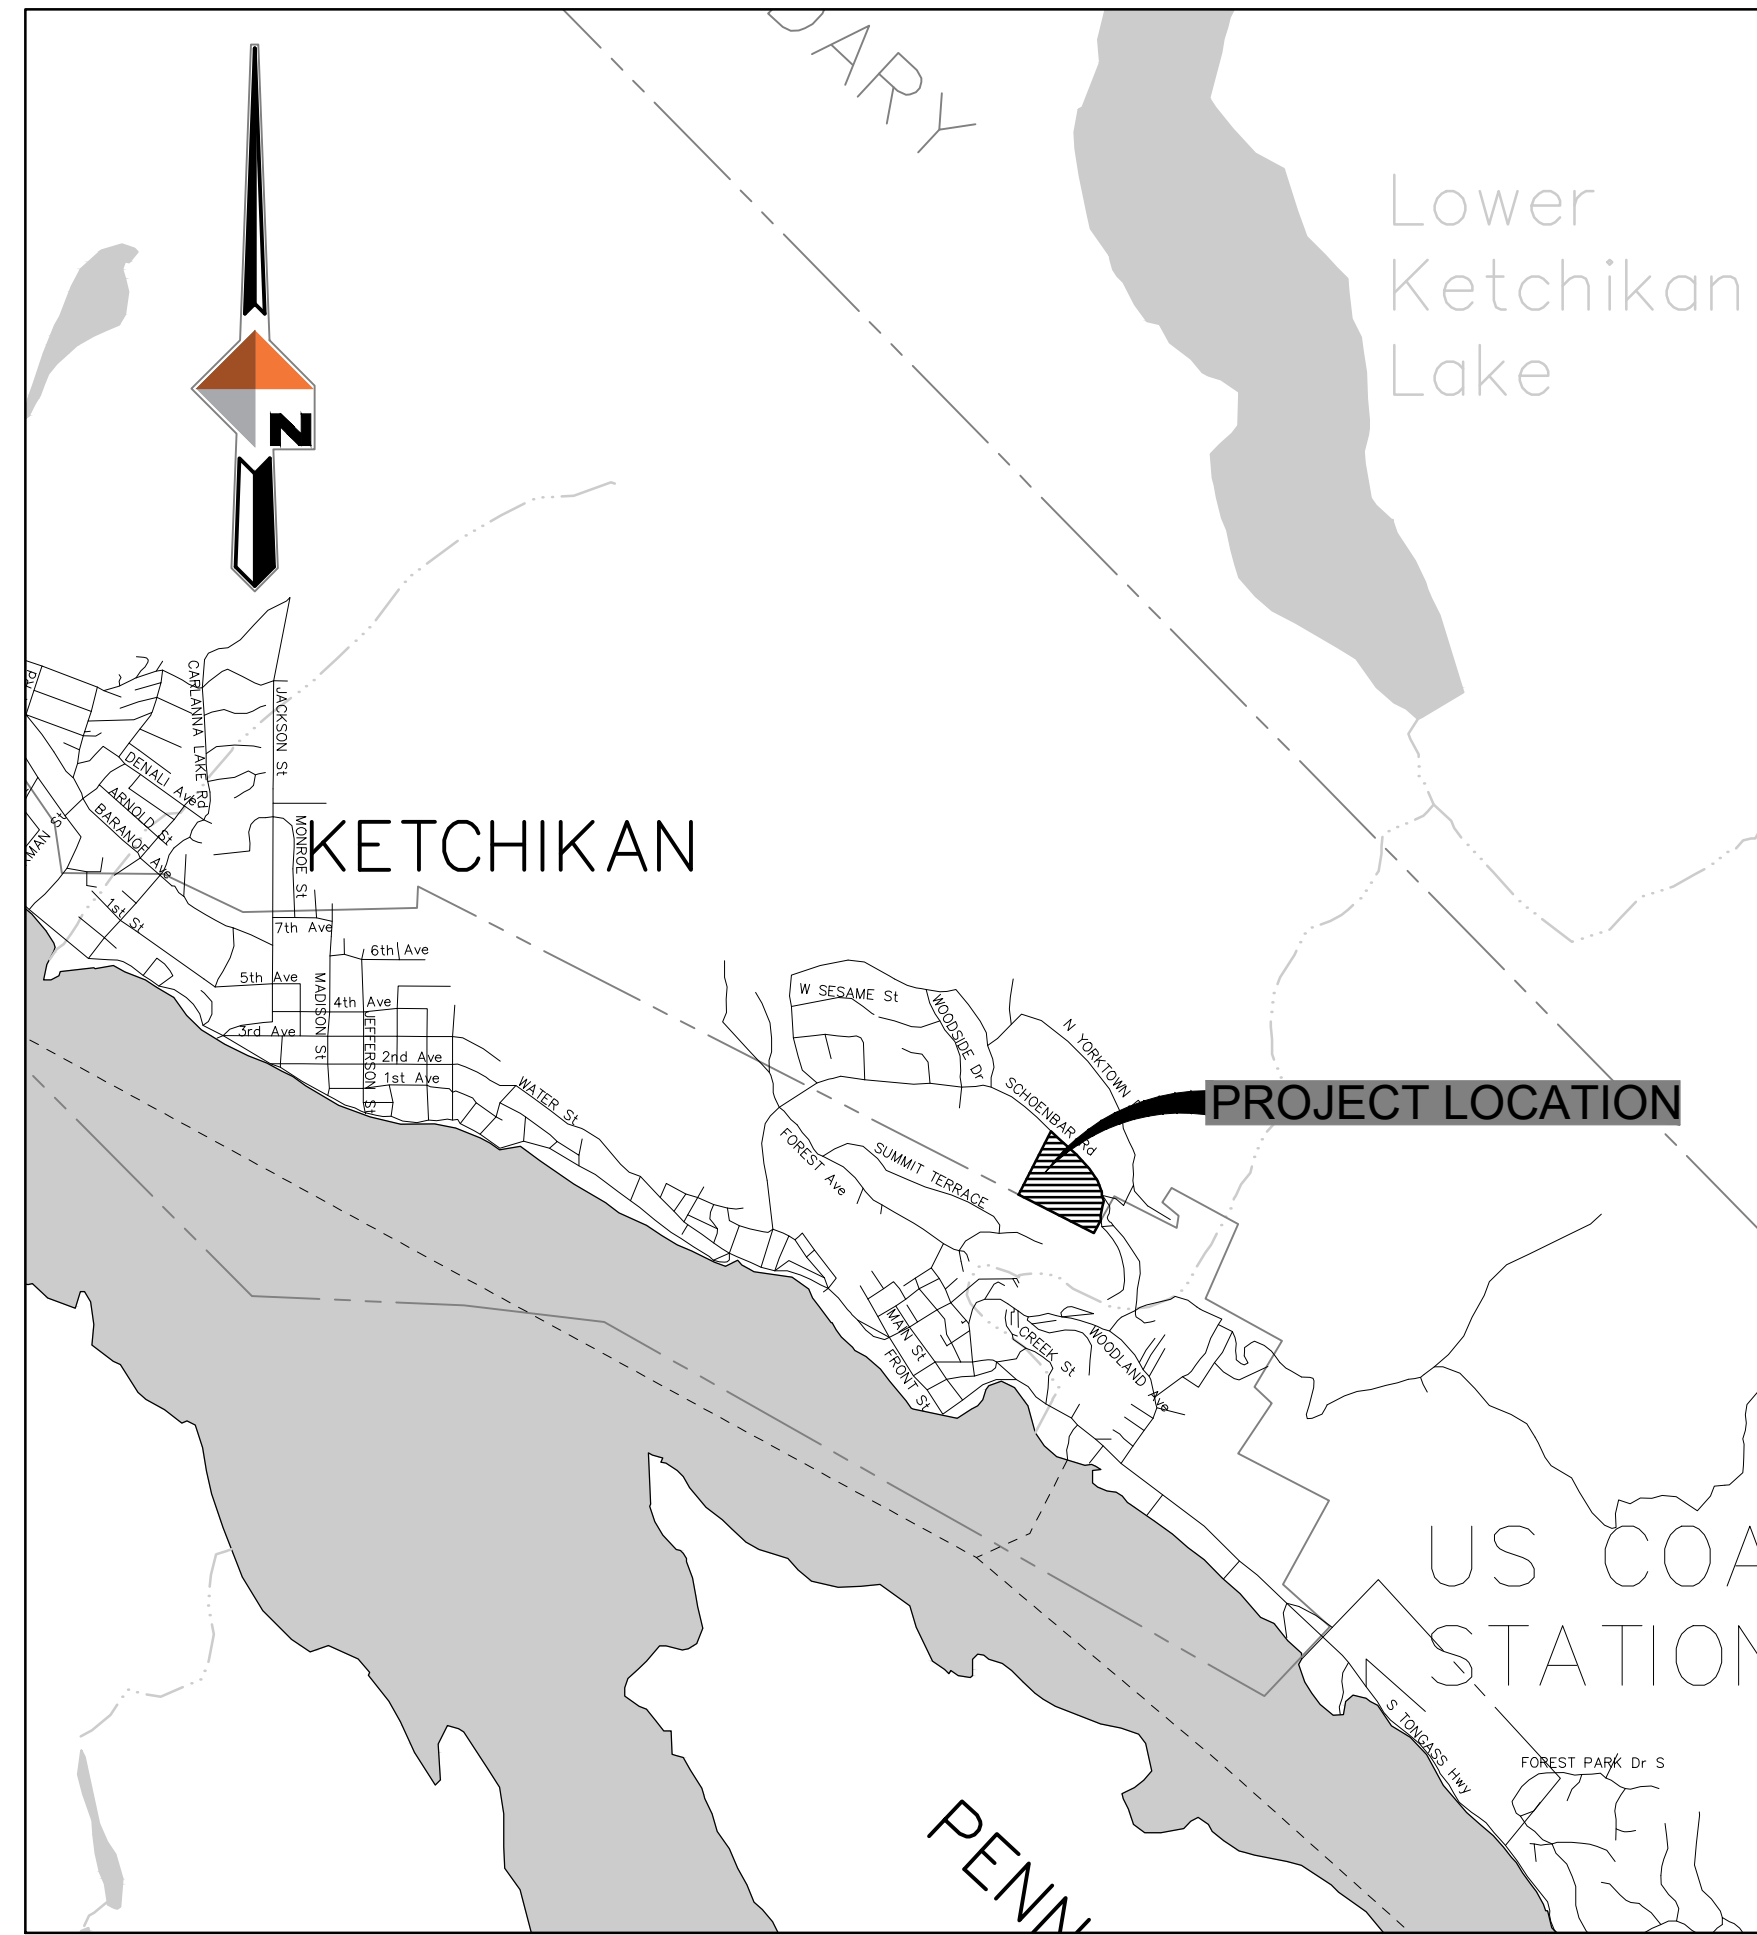 Lower
Ketchikan
Lake
N
CARLANNA LAKE Rd
JACKSON St
DENALI Ave
ARNOLD St
BARANOF Ave
MONROE St
KETCHIKAN
1st St
7th Ave
6th Ave
5th Ave
MADISON St
4th Ave
JEFFERSON St
3rd Ave
2nd Ave
1st Ave
WATER St
W SESAME St
WOODSIDE Dr
N YORKTOWN
SCHOENBAR Rd
PROJECT LOCATION
FOREST Ave
SUMMIT TERRACE
MAIN St
FRONT St
CREEK St
WOODLAND Ave
US COA
STATION
S TONGASS Hwy
FOREST PARK Dr S
PENN